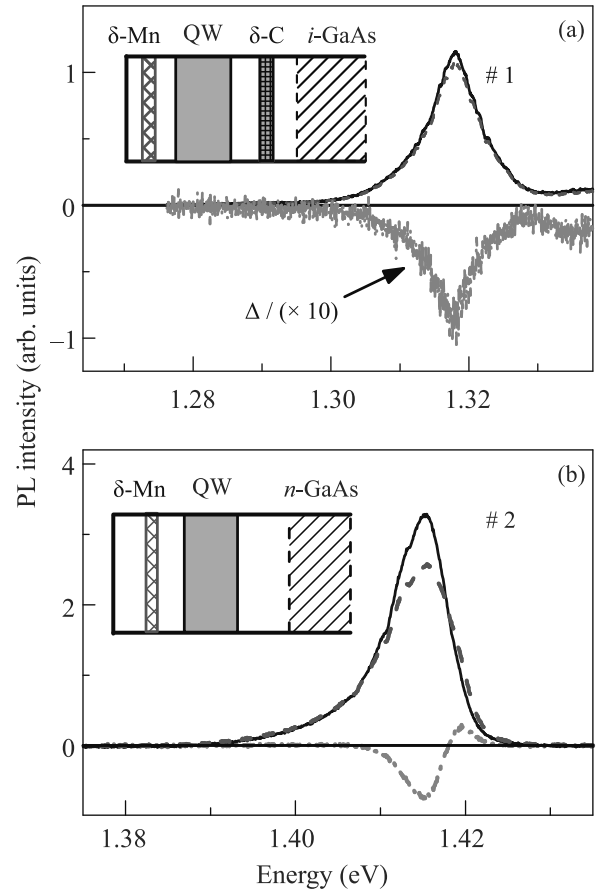 (a)
δ-Mn QW δ-C i-GaAs
# 1
1
0
Δ / (× 10)
−1
1.28 1.30 1.32
PL intensity (arb. units)
4
(b)
δ-Mn QW n-GaAs
# 2
2
0
1.38 1.40 1.42
Energy (eV)